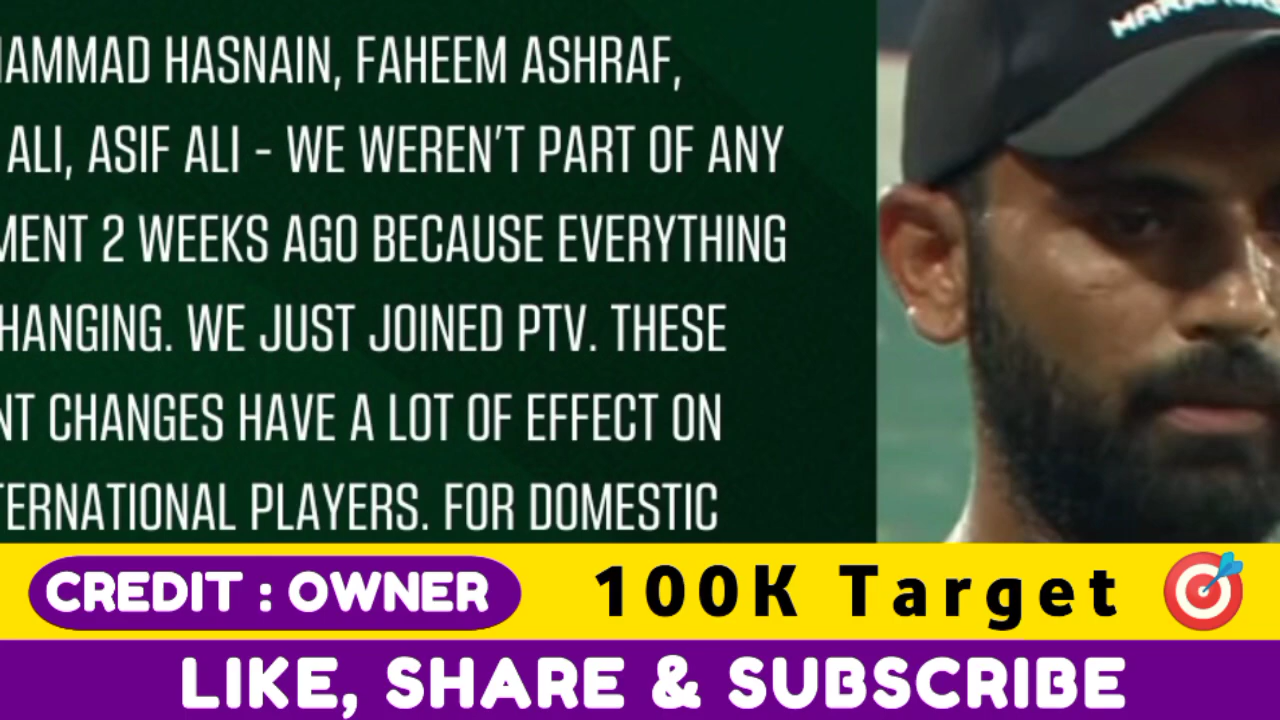 AMMAD HASNAIN, FAHEEM ASHRAF,
ALI, ASIF ALI - WE WEREN'T PART OF ANY
MENT 2 WEEKS AGO BECAUSE EVERYTHING
HANGING. WE JUST JOINED PTV. THESE
NT CHANGES HAVE A LOT OF EFFECT ON
TERNATIONAL PLAYERS. FOR DOMESTIC
CREDIT : OWNER
100K Target
LIKE, SHARE & SUBSCRIBE